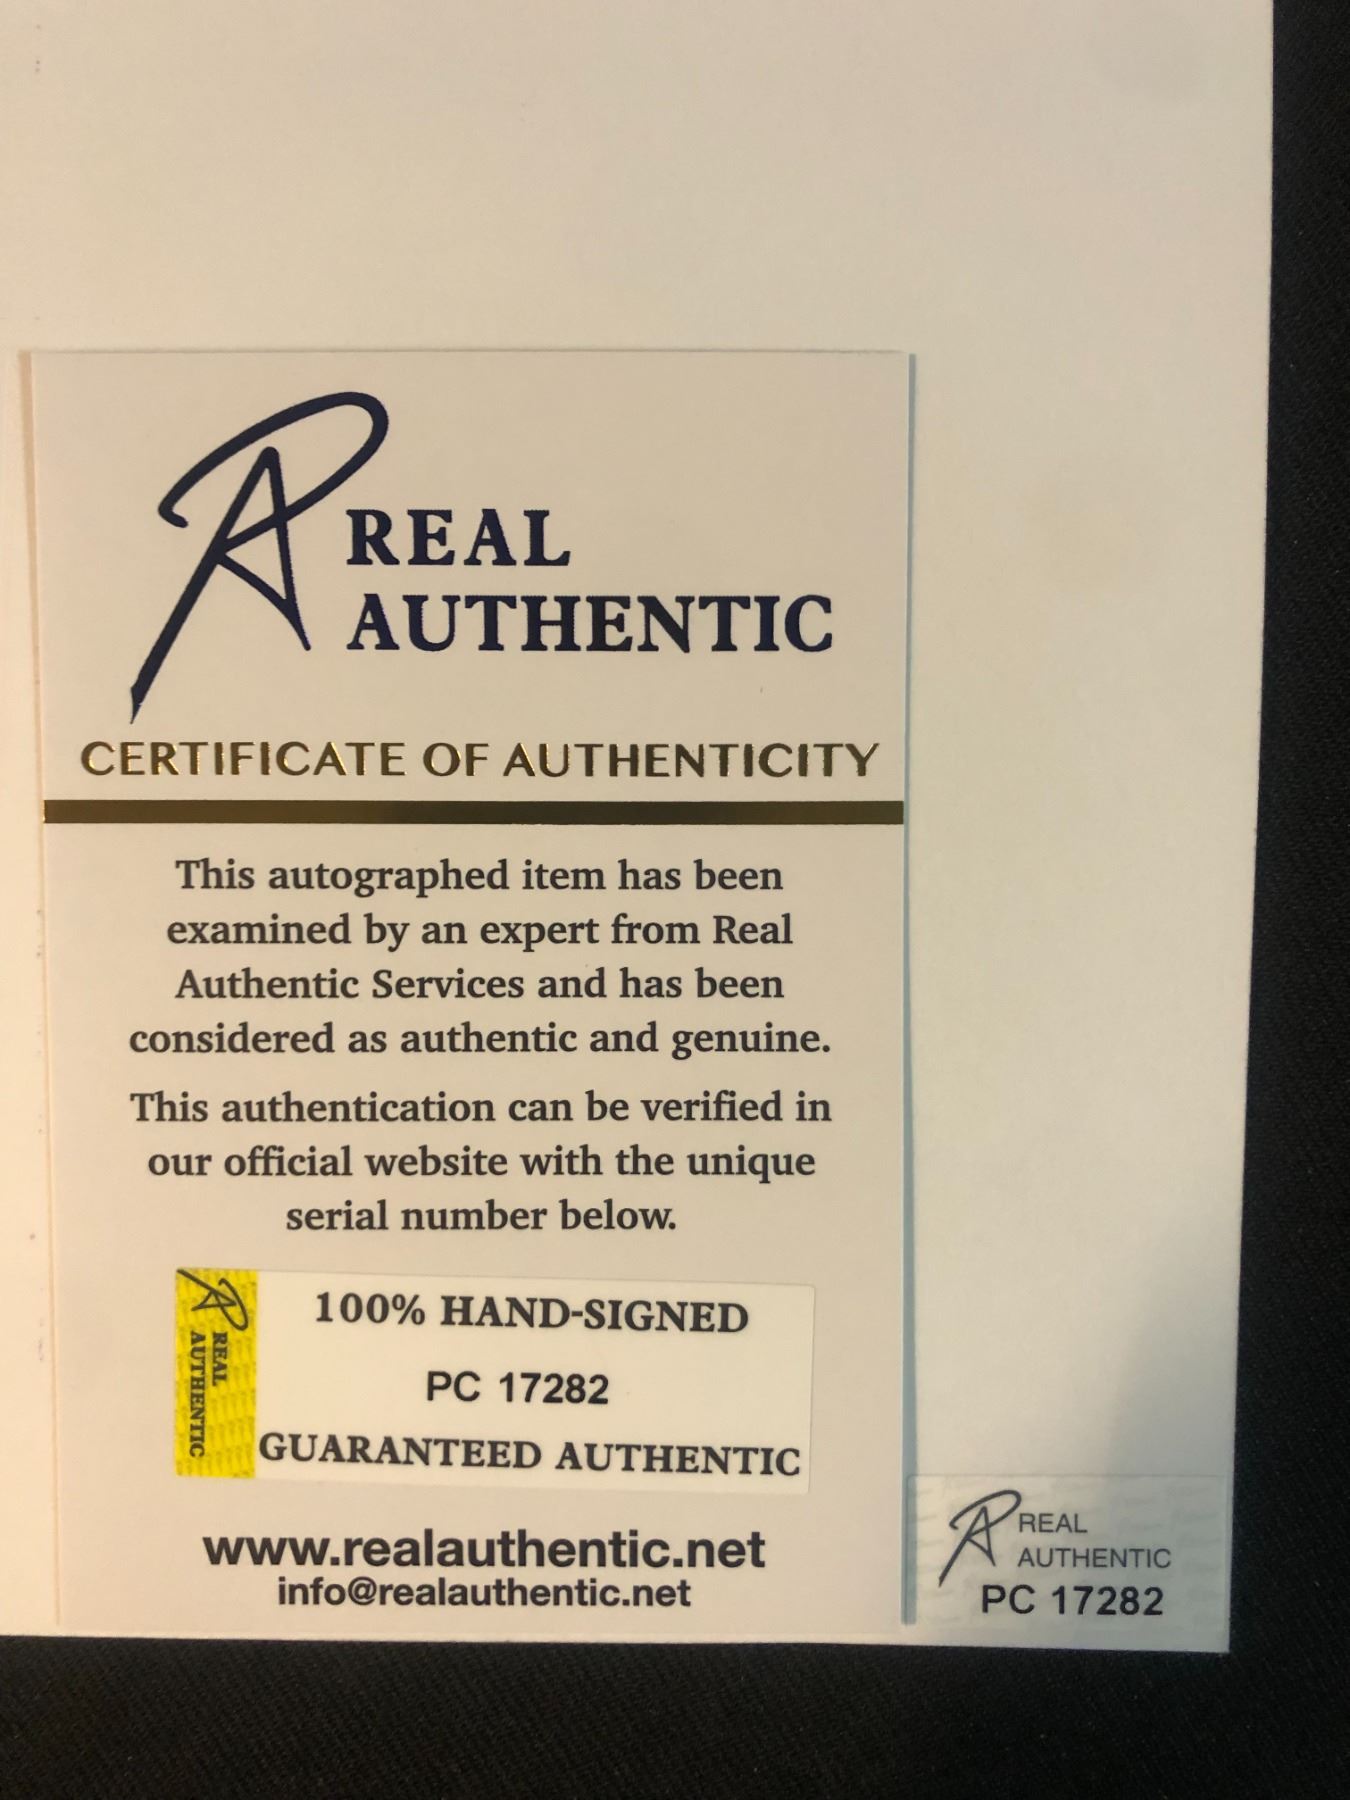 REAL
AUTHENTIC
CERTIFICATE OF AUTHENTICITY
This autographed item has been
examined by an expert from Real
Authentic Services and has been
considered as authentic and genuine.
This authentication can be verified in
our official website with the unique
serial number below.
REAL
AUTHENTIC
100% HAND-SIGNED
PC 17282
GUARANTEED AUTHENTIC
www.realauthentic.net
info@realauthentic.net
REAL
AUTHENTIC
PC 17282